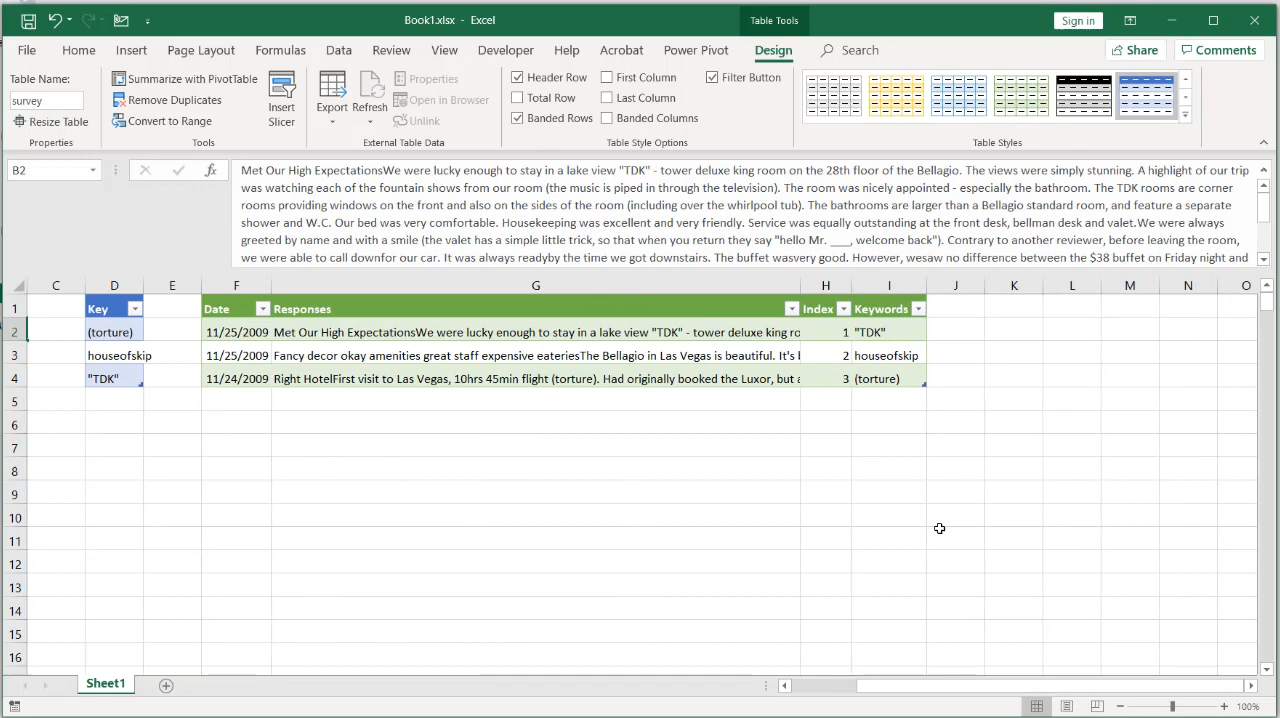 Book1.xlsx - Excel
Table Tools
Sign in
File Home Insert Page Layout Formulas Data Review View Developer Help Acrobat Power Pivot Design Search Share Comments
Table Name:
survey
Resize Table
Properties
Summarize with PivotTable
Remove Duplicates
Convert to Range
Insert
Slicer
Tools
Export
Refresh
Properties
Open in Browser
Unlink
External Table Data
Header Row First Column Filter Button
Total Row Last Column
Banded Rows Banded Columns
Table Style Options
Table Styles
B2
fx
Met Our High ExpectationsWe were lucky enough to stay in a lake view "TDK" - tower deluxe king room on the 28th floor of the Bellagio. The views were simply stunning. A highlight of our trip
was watching each of the fountain shows from our room (the music is piped in through the television). The room was nicely appointed - especially the bathroom. The TDK rooms are corner
rooms providing windows on the front and also on the sides of the room (including over the whirlpool tub). The bathrooms are larger than a Bellagio standard room, and feature a separate
shower and W.C. Our bed was very comfortable. Housekeeping was excellent and very friendly. Service was equally outstanding at the front desk, bellman desk and valet.We were always
greeted by name and with a smile (the valet has a simple little trick, so that when you return they say "hello Mr. ___, welcome back"). Contrary to another reviewer, before leaving the room,
we were able to call downfor our car. It was always readyby the time we got downstairs. The buffet wasvery good. However, wesaw no difference between the $38 buffet on Friday night and
C D E F G H I J K L M N O
1 Key Date Responses Index Keywords
2 (torture) 11/25/2009 Met Our High ExpectationsWe were lucky enough to stay in a lake view "TDK" - tower deluxe king ro 1 "TDK"
3 houseofskip 11/25/2009 Fancy decor okay amenities great staff expensive eateriesThe Bellagio in Las Vegas is beautiful. It's 2 houseofskip
4 "TDK" 11/24/2009 Right HotelFirst visit to Las Vegas, 10hrs 45min flight (torture). Had originally booked the Luxor, but 3 (torture)
5
6
7
8
9
10
11
12
13
14
15
16
Sheet1
100%